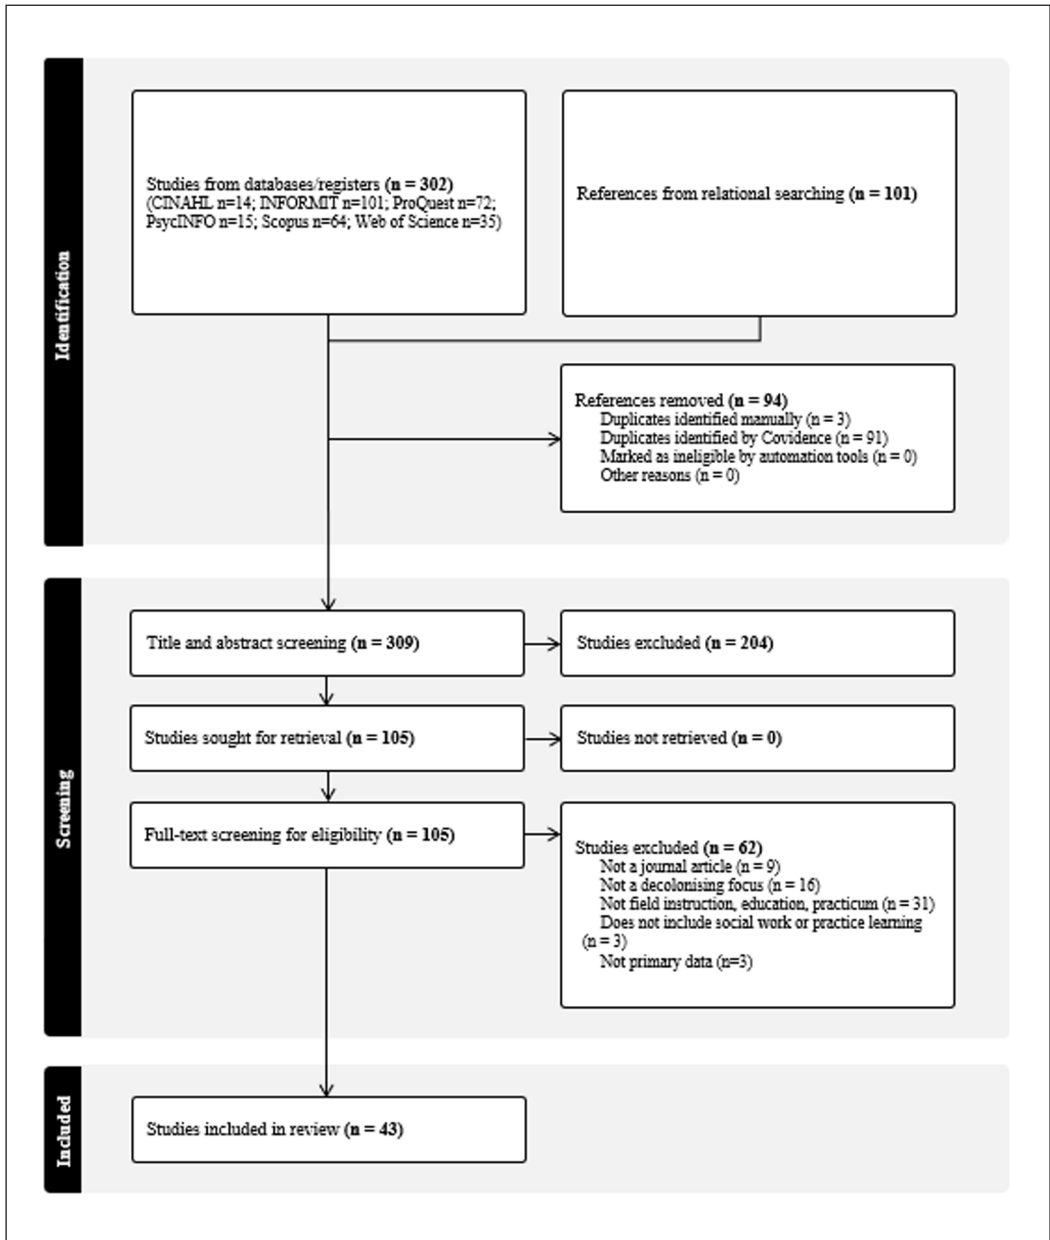 Identification
Studies from databases/registers (n = 302)
(CINAHL n=14; INFORMIT n=101; ProQuest n=72;
PsycINFO n=15; Scopus n=64; Web of Science n=35)
References from relational searching (n = 101)
References removed (n = 94)
Duplicates identified manually (n = 3)
Duplicates identified by Covidence (n = 91)
Marked as ineligible by automation tools (n = 0)
Other reasons (n = 0)
Screening
Title and abstract screening (n = 309)
Studies excluded (n = 204)
Studies sought for retrieval (n = 105)
Studies not retrieved (n = 0)
Full-text screening for eligibility (n = 105)
Studies excluded (n = 62)
Not a journal article (n = 9)
Not a decolonising focus (n = 16)
Not field instruction, education, practicum (n = 31)
Does not include social work or practice learning
(n = 3)
Not primary data (n=3)
Included
Studies included in review (n = 43)